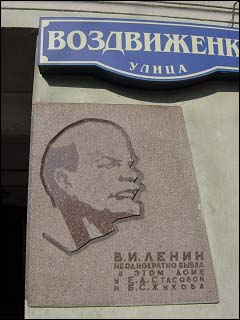 ВОЗДВИЖЕНК
УЛИЦА
В.И.ЛЕНИН
НЕОДНОКРАТНО БЫВАЛ
В ЭТОМ ДОМЕ
У Е.Д.СТАСОВОЙ
И Б.С.ЖУКОВА